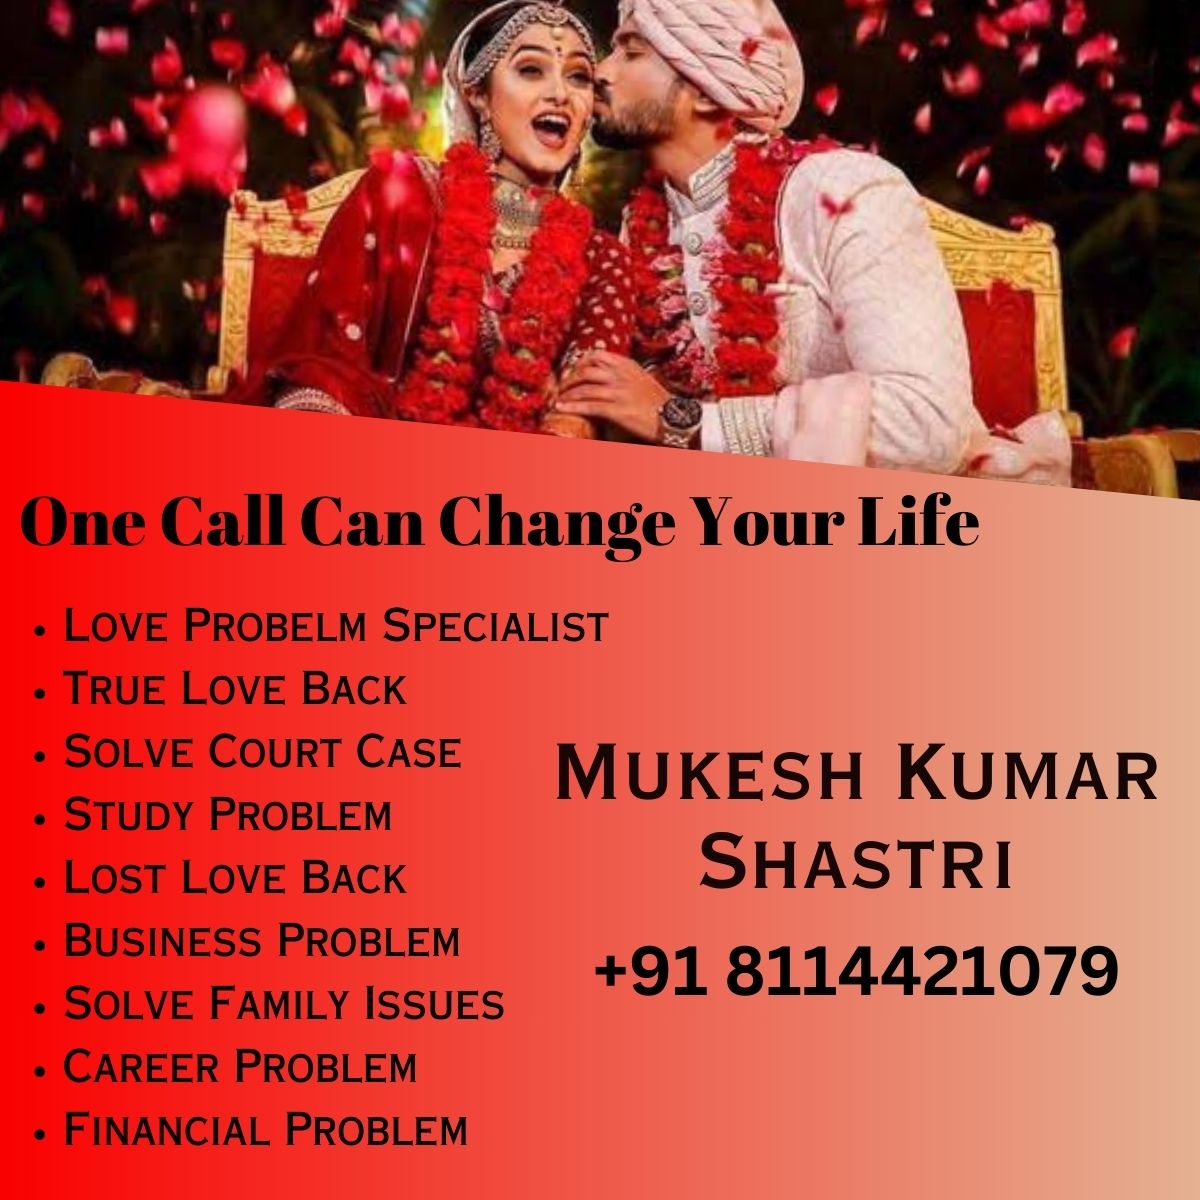 One Call Can Change Your Life
• Love Probelm Specialist
• True Love Back
• Solve Court Case
• Study Problem
• Lost Love Back
• Business Problem
• Solve Family Issues
• Career Problem
• Financial Problem
Mukesh Kumar
Shastri
+91 8114421079